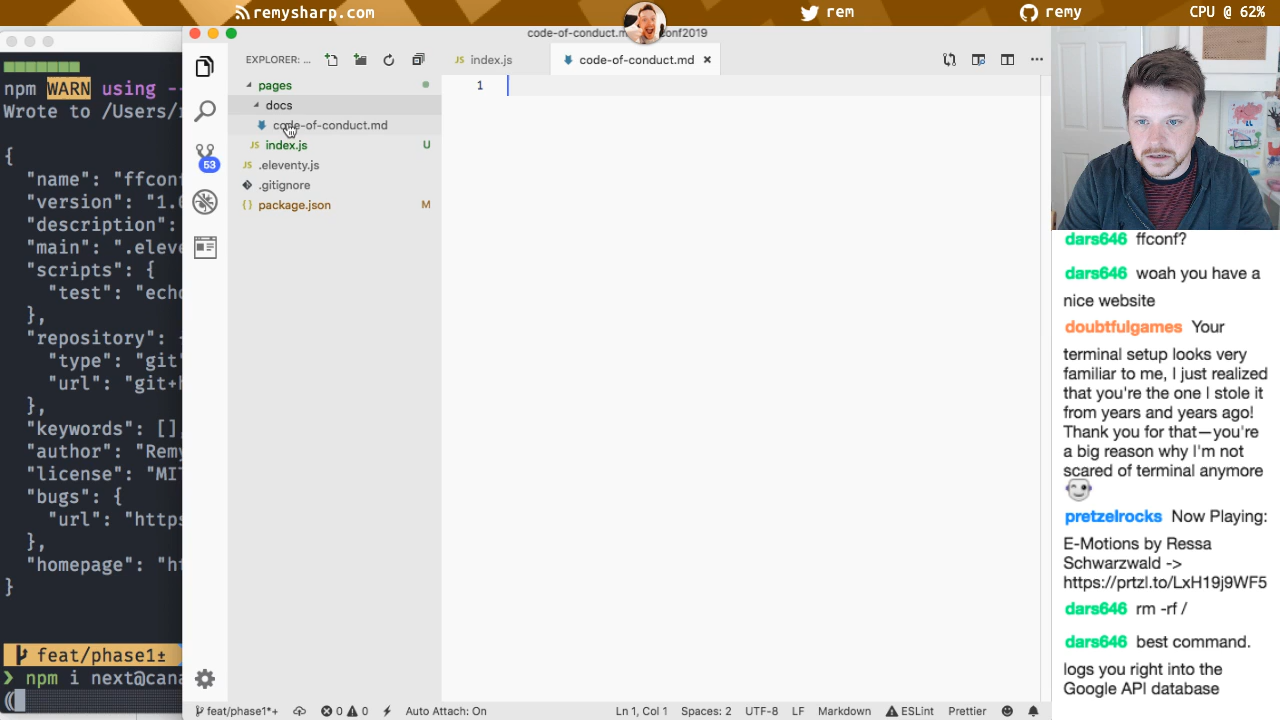 remysharp.com
rem
remy
CPU @ 62%
code-of-conduct.m
conf2019
npm WARN using --
Wrote to /Users/
{
"name": "ffconf
"version": "1.
"description":
"main": ".eleve
"scripts": {
"test": "echo
},
"repository":
"type": "git"
"url": "git+h
},
"keywords": [],
"author": "Remy
"license": "MIT
"bugs": {
"url": "https
},
"homepage": "ht
}
feat/phase1±
❯ npm i next@cana
EXPLORER: ...
pages
docs
code-of-conduct.md
JS index.js U
JS .eleventy.js
.gitignore
{} package.json M
53
JS index.js
code-of-conduct.md ×
1
feat/phase1*+
0
0
Auto Attach: On
Ln 1, Col 1
Spaces: 2
UTF-8
LF
Markdown
ESLint
Prettier
dars646 ffconf?
dars646 woah you have a
nice website
doubtfulgames Your
terminal setup looks very
familiar to me, I just realized
that you're the one I stole it
from years and years ago!
Thank you for that—you're
a big reason why I'm not
scared of terminal anymore
pretzelrocks Now Playing:
E-Motions by Ressa
Schwarzwald ->
https://prtzl.to/LxH19j9WF5
dars646 rm -rf /
dars646 best command.
logs you right into the
Google API database